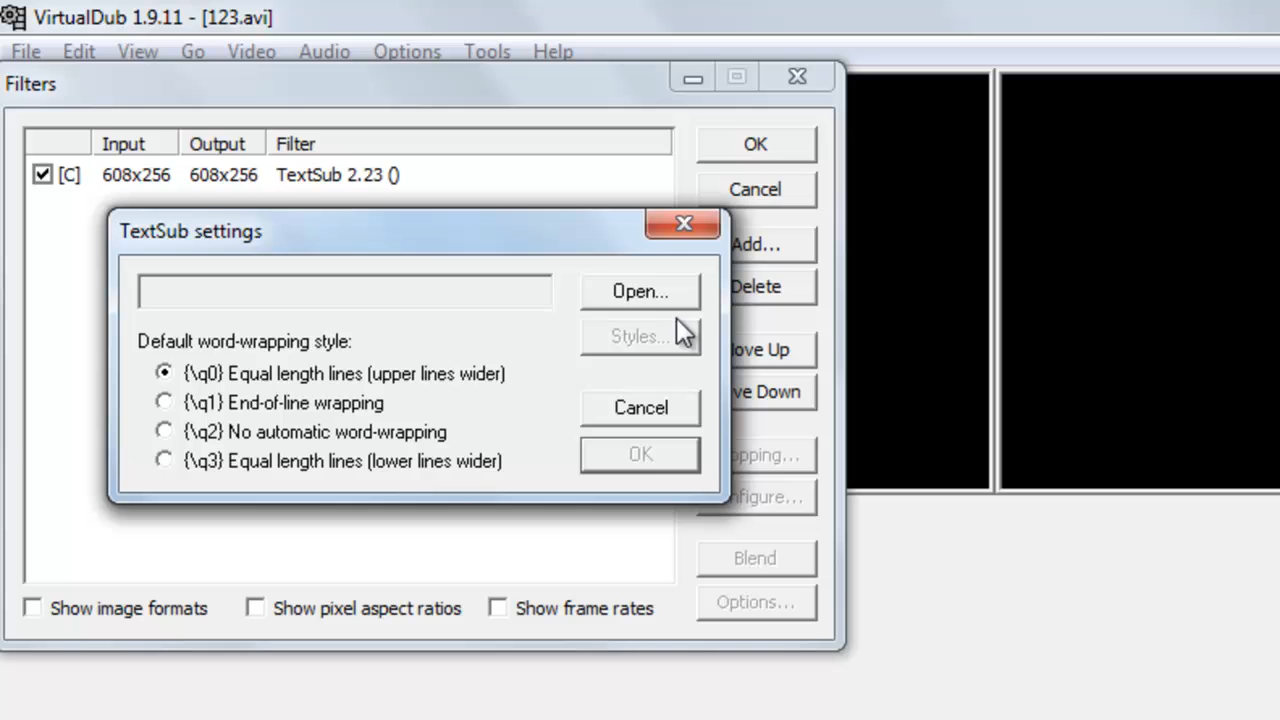 VirtualDub 1.9.11 - [123.avi]
File Edit View Go Video Audio Options Tools Help
Filters
Input Output Filter
[C] 608x256 608x256 TextSub 2.23 ()
OK
Cancel
Add...
Delete
ove Up
ve Down
pping...
nfigure...
Blend
Options...
TextSub settings
Open...
Styles...
Default word-wrapping style:
{\q0} Equal length lines (upper lines wider)
{\q1} End-of-line wrapping
{\q2} No automatic word-wrapping
{\q3} Equal length lines (lower lines wider)
Cancel
OK
Show image formats Show pixel aspect ratios Show frame rates